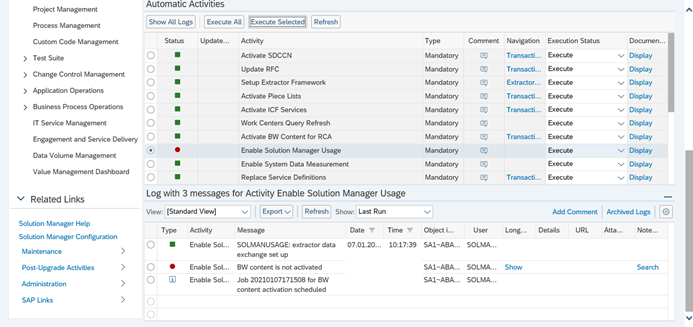 Project Management
Process Management
Custom Code Management
Test Suite
Change Control Management
Application Operations
Business Process Operations
IT Service Management
Engagement and Service Delivery
Data Volume Management
Value Management Dashboard
Related Links
Solution Manager Help
Solution Manager Configuration
Maintenance
Post-Upgrade Activities
Administration
SAP Links
Automatic Activities
Show All Logs Execute All Execute Selected Refresh
Status Update... Activity Type Comment Navigation Execution Status Documen...
Activate SDCCN Mandatory Transacti... Execute Display
Update RFC Mandatory Transacti... Execute Display
Setup Extractor Framework Mandatory Extractor... Execute Display
Activate Piece Lists Mandatory Transacti... Execute Display
Activate ICF Services Mandatory Transacti... Execute Display
Work Centers Query Refresh Mandatory Execute Display
Activate BW Content for RCA Mandatory Transacti... Execute Display
Enable Solution Manager Usage Mandatory Execute Display
Enable System Data Measurement Mandatory Execute Display
Replace Service Definitions Mandatory Transacti... Execute Display
Log with 3 messages for Activity Enable Solution Manager Usage
View: [Standard View] Export Refresh Show: Last Run Add Comment Archived Logs
Type Activity Message Date Time Object i... User Long... Details URL Atta... Note...
Enable Sol... SOLMANUSAGE: extractor data 07.01.20... 10:17:39 SA1~ABA... SOLMA...
exchange set up
Enable Sol... BW content is not activated SA1~ABA... SOLMA... Show Search
Enable Sol... Job 20210107171508 for BW SA1~ABA... SOLMA...
content activation scheduled